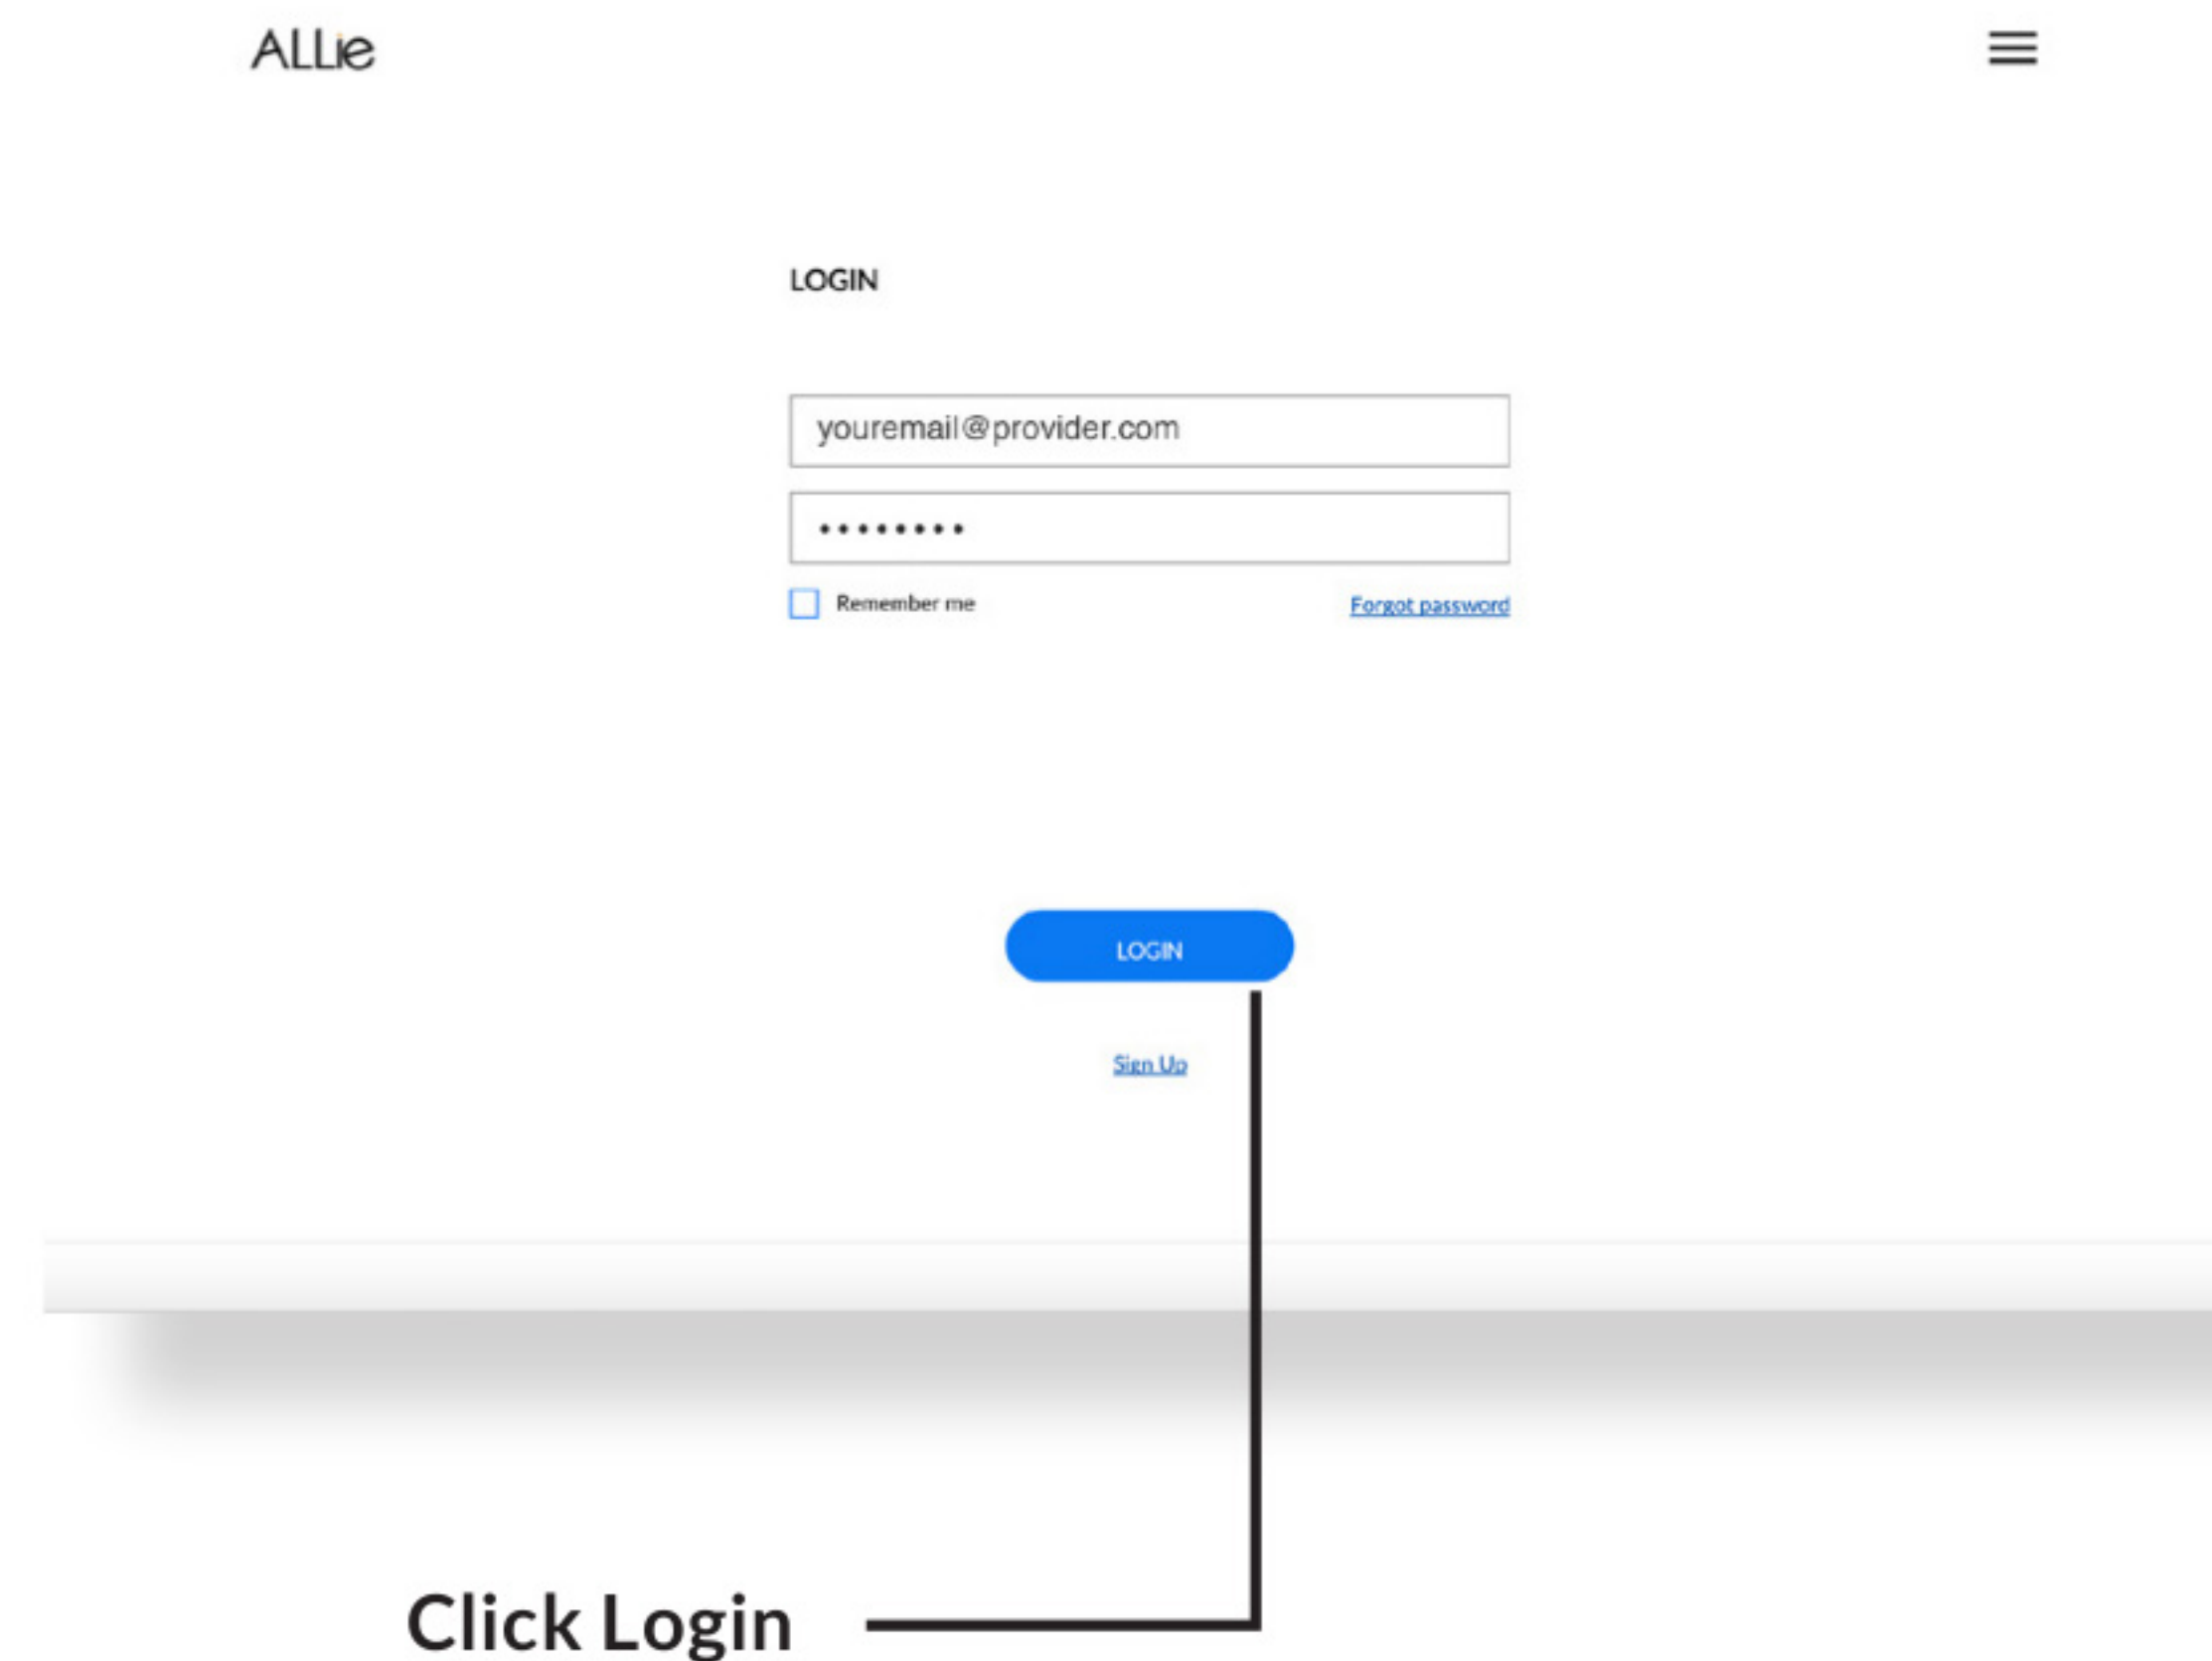 ALLie
LOGIN
youremail@provider.com
••••••••
Remember me
Forgot password
LOGIN
Sign Up
Click Login